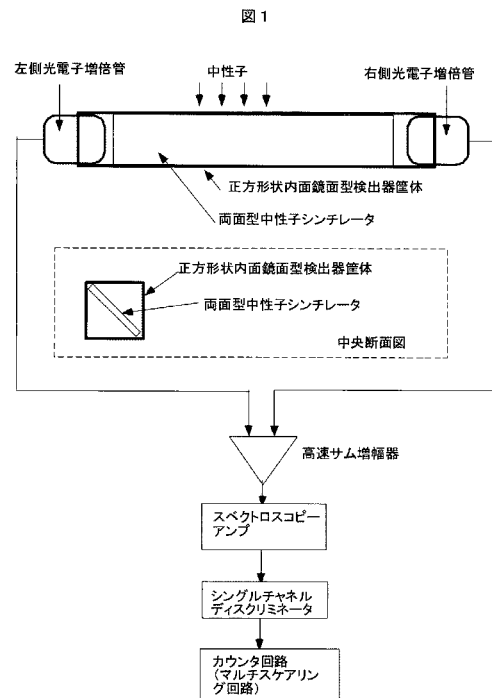 図1
左側光電子増倍管
中性子
右側光電子増倍管
正方形状内面鏡面型検出器筐体
両面型中性子シンチレータ
正方形状内面鏡面型検出器筐体
両面型中性子シンチレータ
中央断面図
高速サム増幅器
スペクトロスコピー
アンプ
シングルチャネル
ディスクリミネータ
カウンタ回路
(マルチスケアリン
グ回路)